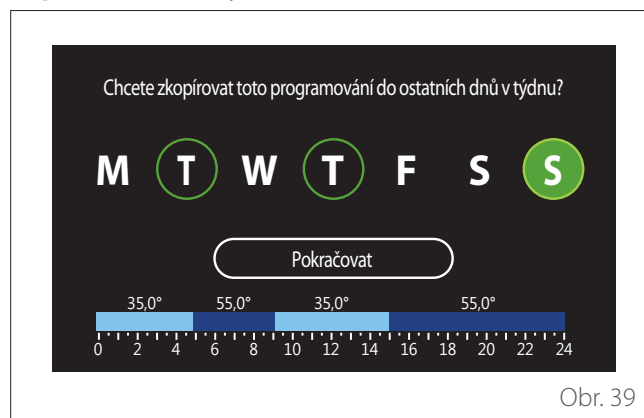 Chcete zkopírovat toto programování do ostatních dnů v týdnu?
M T W T F S S
Pokračovat
35,0° 55,0° 35,0° 55,0°
0 2 4 6 8 10 12 14 16 18 20 22 24
Obr. 39